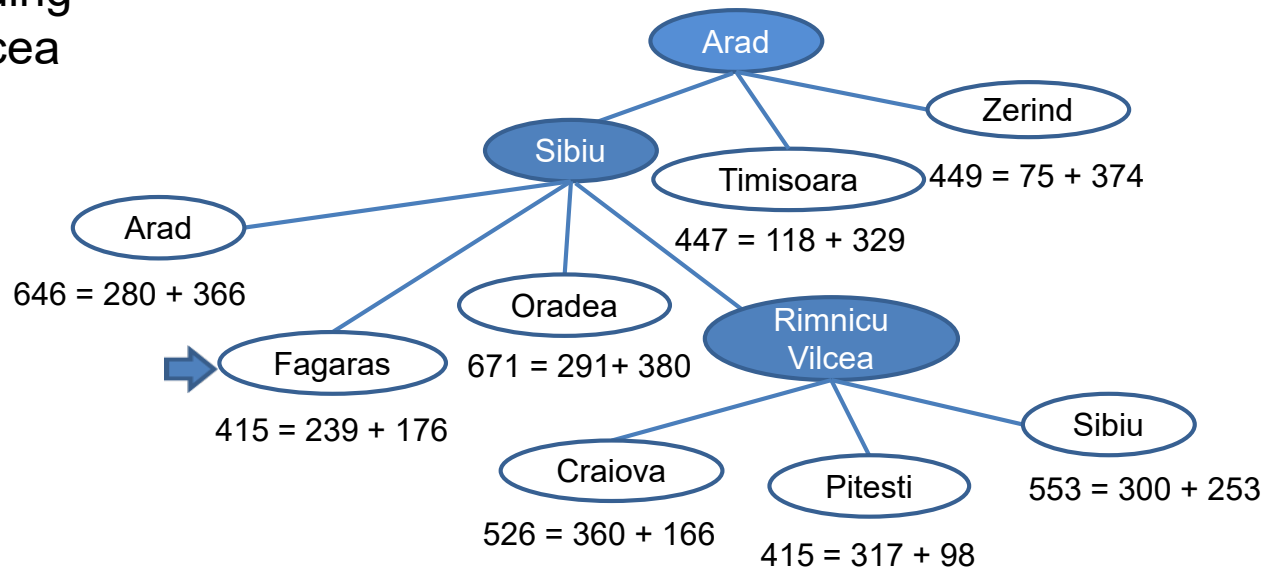 Arad
Zerind
449 = 75 + 374
Sibiu
Timisoara
447 = 118 + 329
Arad
646 = 280 + 366
Fagaras
415 = 239 + 176
Oradea
671 = 291+ 380
Rimnicu
Vilcea
Craiova
526 = 360 + 166
Pitesti
415 = 317 + 98
Sibiu
553 = 300 + 253